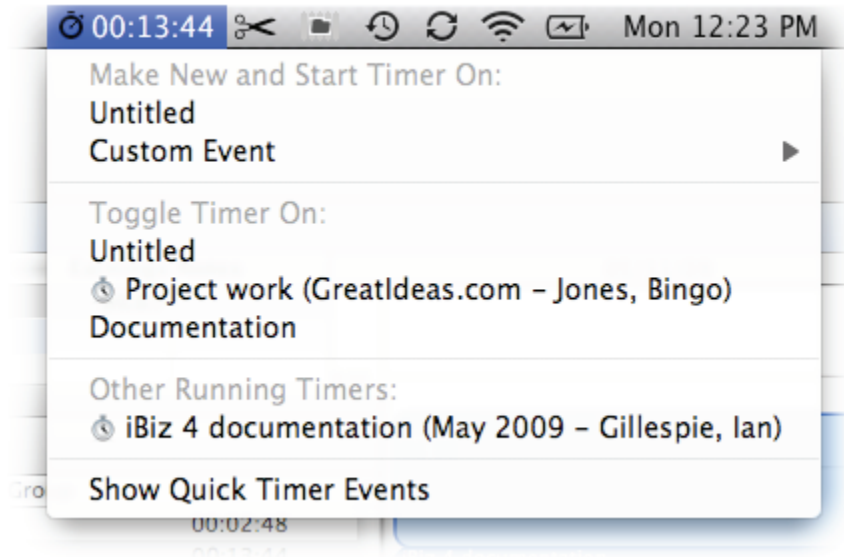 00:13:44 Mon 12:23 PM
Make New and Start Timer On:
Untitled
Custom Event
Toggle Timer On:
Untitled
Project work (GreatIdeas.com – Jones, Bingo)
Documentation
Other Running Timers:
iBiz 4 documentation (May 2009 – Gillespie, Ian)
Show Quick Timer Events
00:02:48